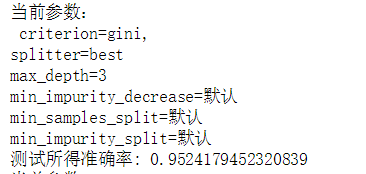 当前参数：
criterion=gini,
splitter=best
max_depth=3
min_impurity_decrease=默认
min_samples_split=默认
min_impurity_split=默认
测试所得准确率: 0.9524179452320839